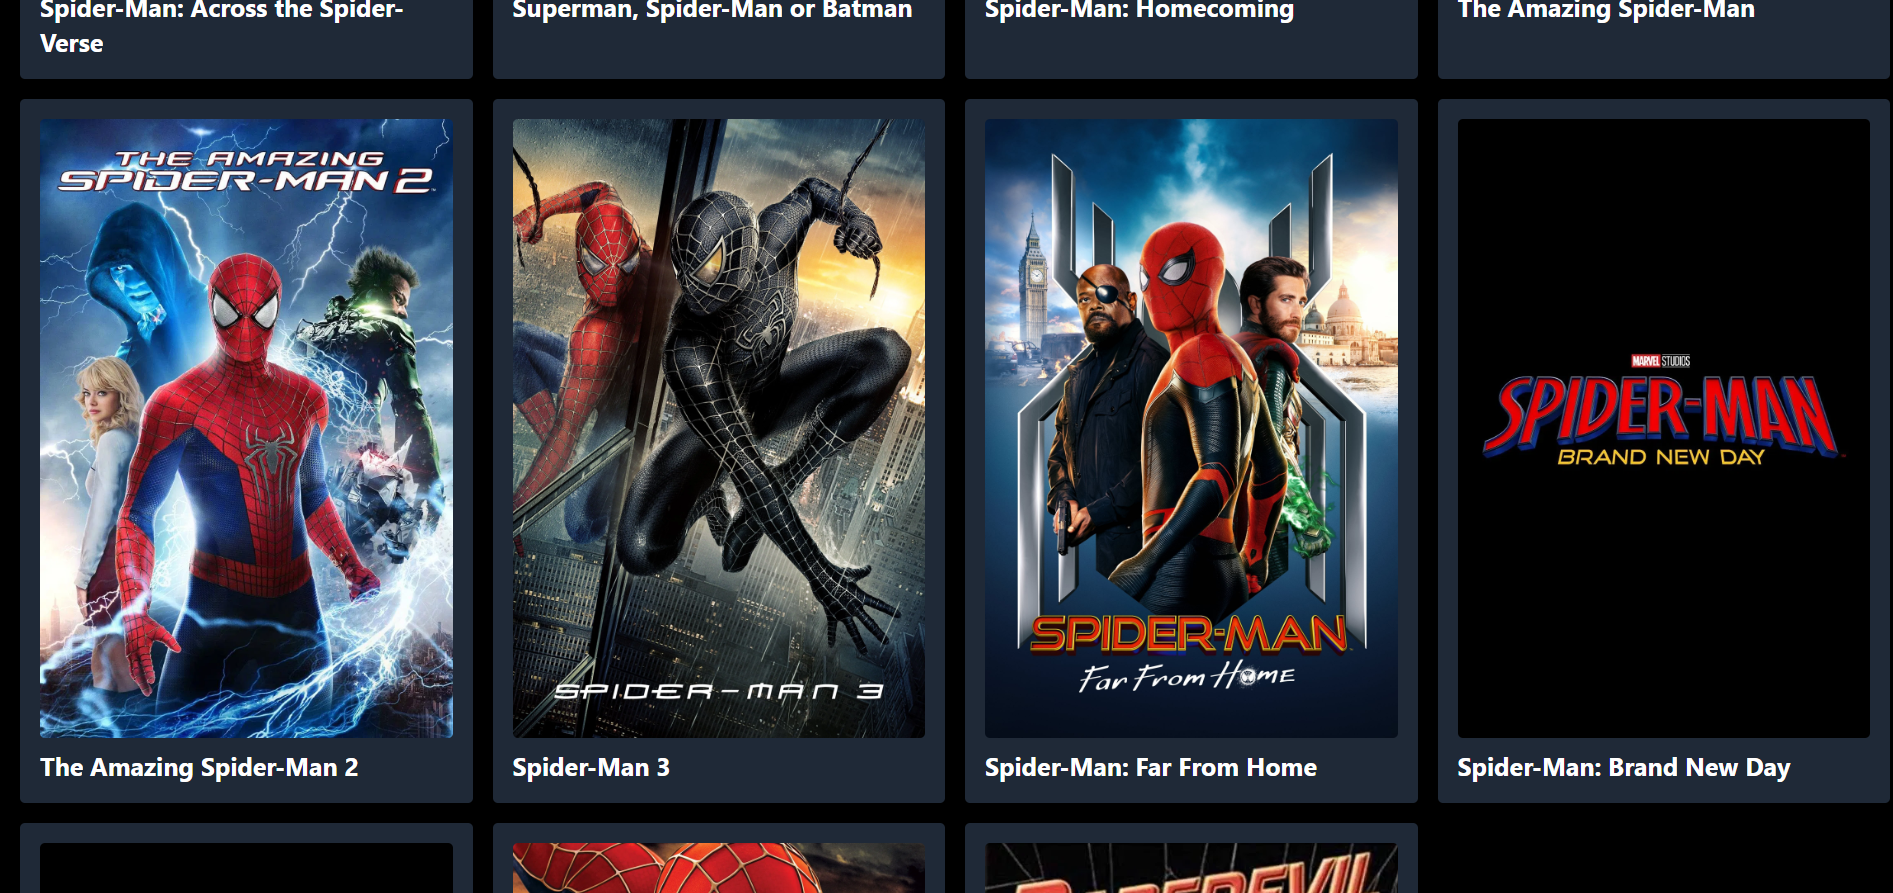 Spider-Man: Across the Spider-
Verse
Superman, Spider-Man or Batman
Spider-Man: Homecoming
The Amazing Spider-Man
THE AMAZING
SPIDER-MAN 2
The Amazing Spider-Man 2
SPIDER-MAN 3
Spider-Man 3
SPIDER-MAN
Far From Home
Spider-Man: Far From Home
MARVEL STUDIOS
SPIDER-MAN
BRAND NEW DAY
Spider-Man: Brand New Day
DAREDEVIL